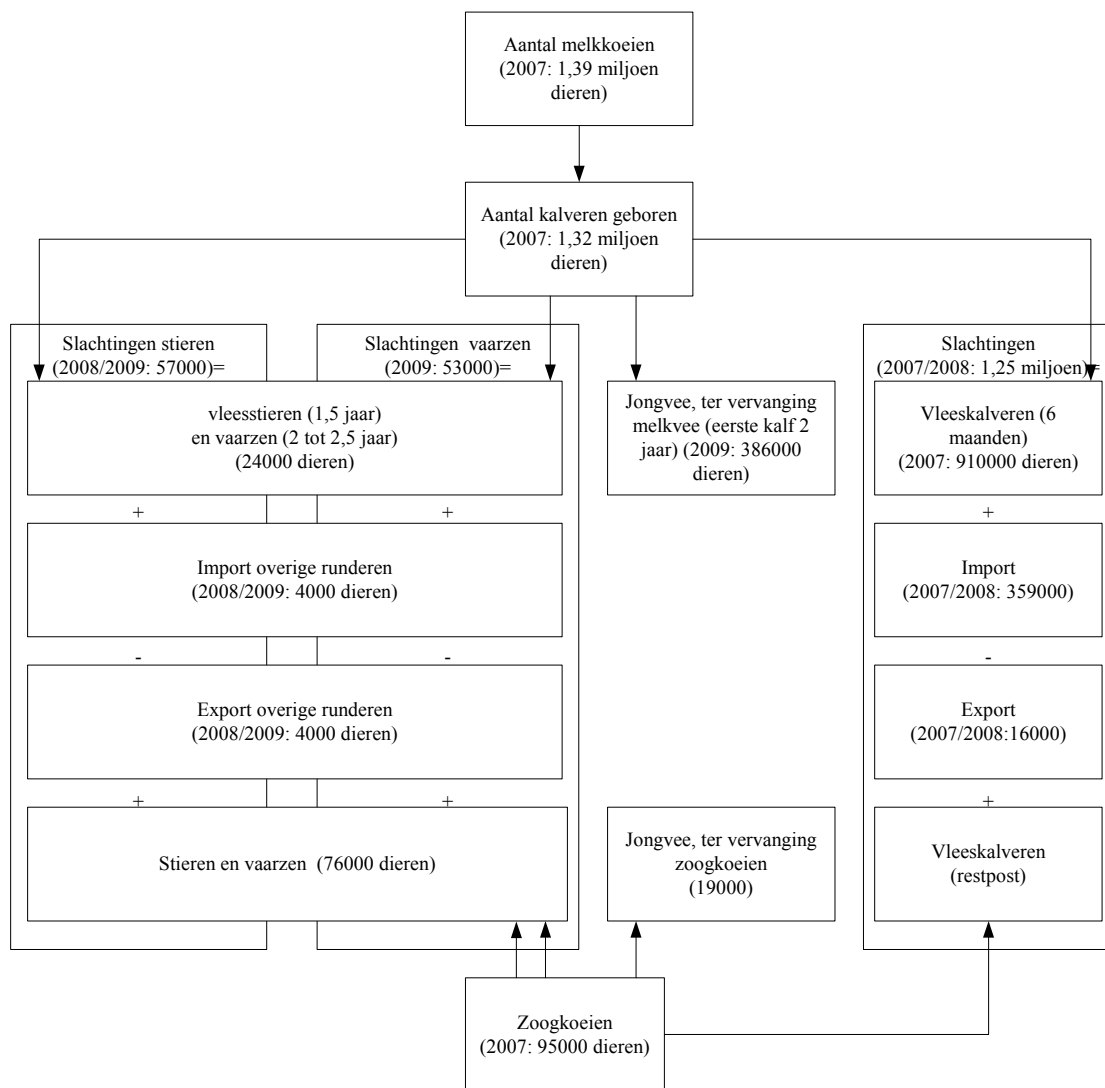 Aantal melkkoeien
(2007: 1,39 miljoen
dieren)
Aantal kalveren geboren
(2007: 1,32 miljoen
dieren)
Slachtingen stieren
(2008/2009: 57000)=
Slachtingen vaarzen
(2009: 53000)=
Slachtingen
(2007/2008: 1,25 miljoen)=
vleesstieren (1,5 jaar)
en vaarzen (2 tot 2,5 jaar)
(24000 dieren)
Jongvee, ter vervanging
melkvee (eerste kalf 2
jaar) (2009: 386000
dieren)
Vleeskalveren (6
maanden)
(2007: 910000 dieren)
+
+
+
Import overige runderen
(2008/2009: 4000 dieren)
Import
(2007/2008: 359000)
-
-
-
Export overige runderen
(2008/2009: 4000 dieren)
Export
(2007/2008:16000)
+
+
+
Stieren en vaarzen (76000 dieren)
Jongvee, ter vervanging
zoogkoeien
(19000)
Vleeskalveren
(restpost)
Zoogkoeien
(2007: 95000 dieren)